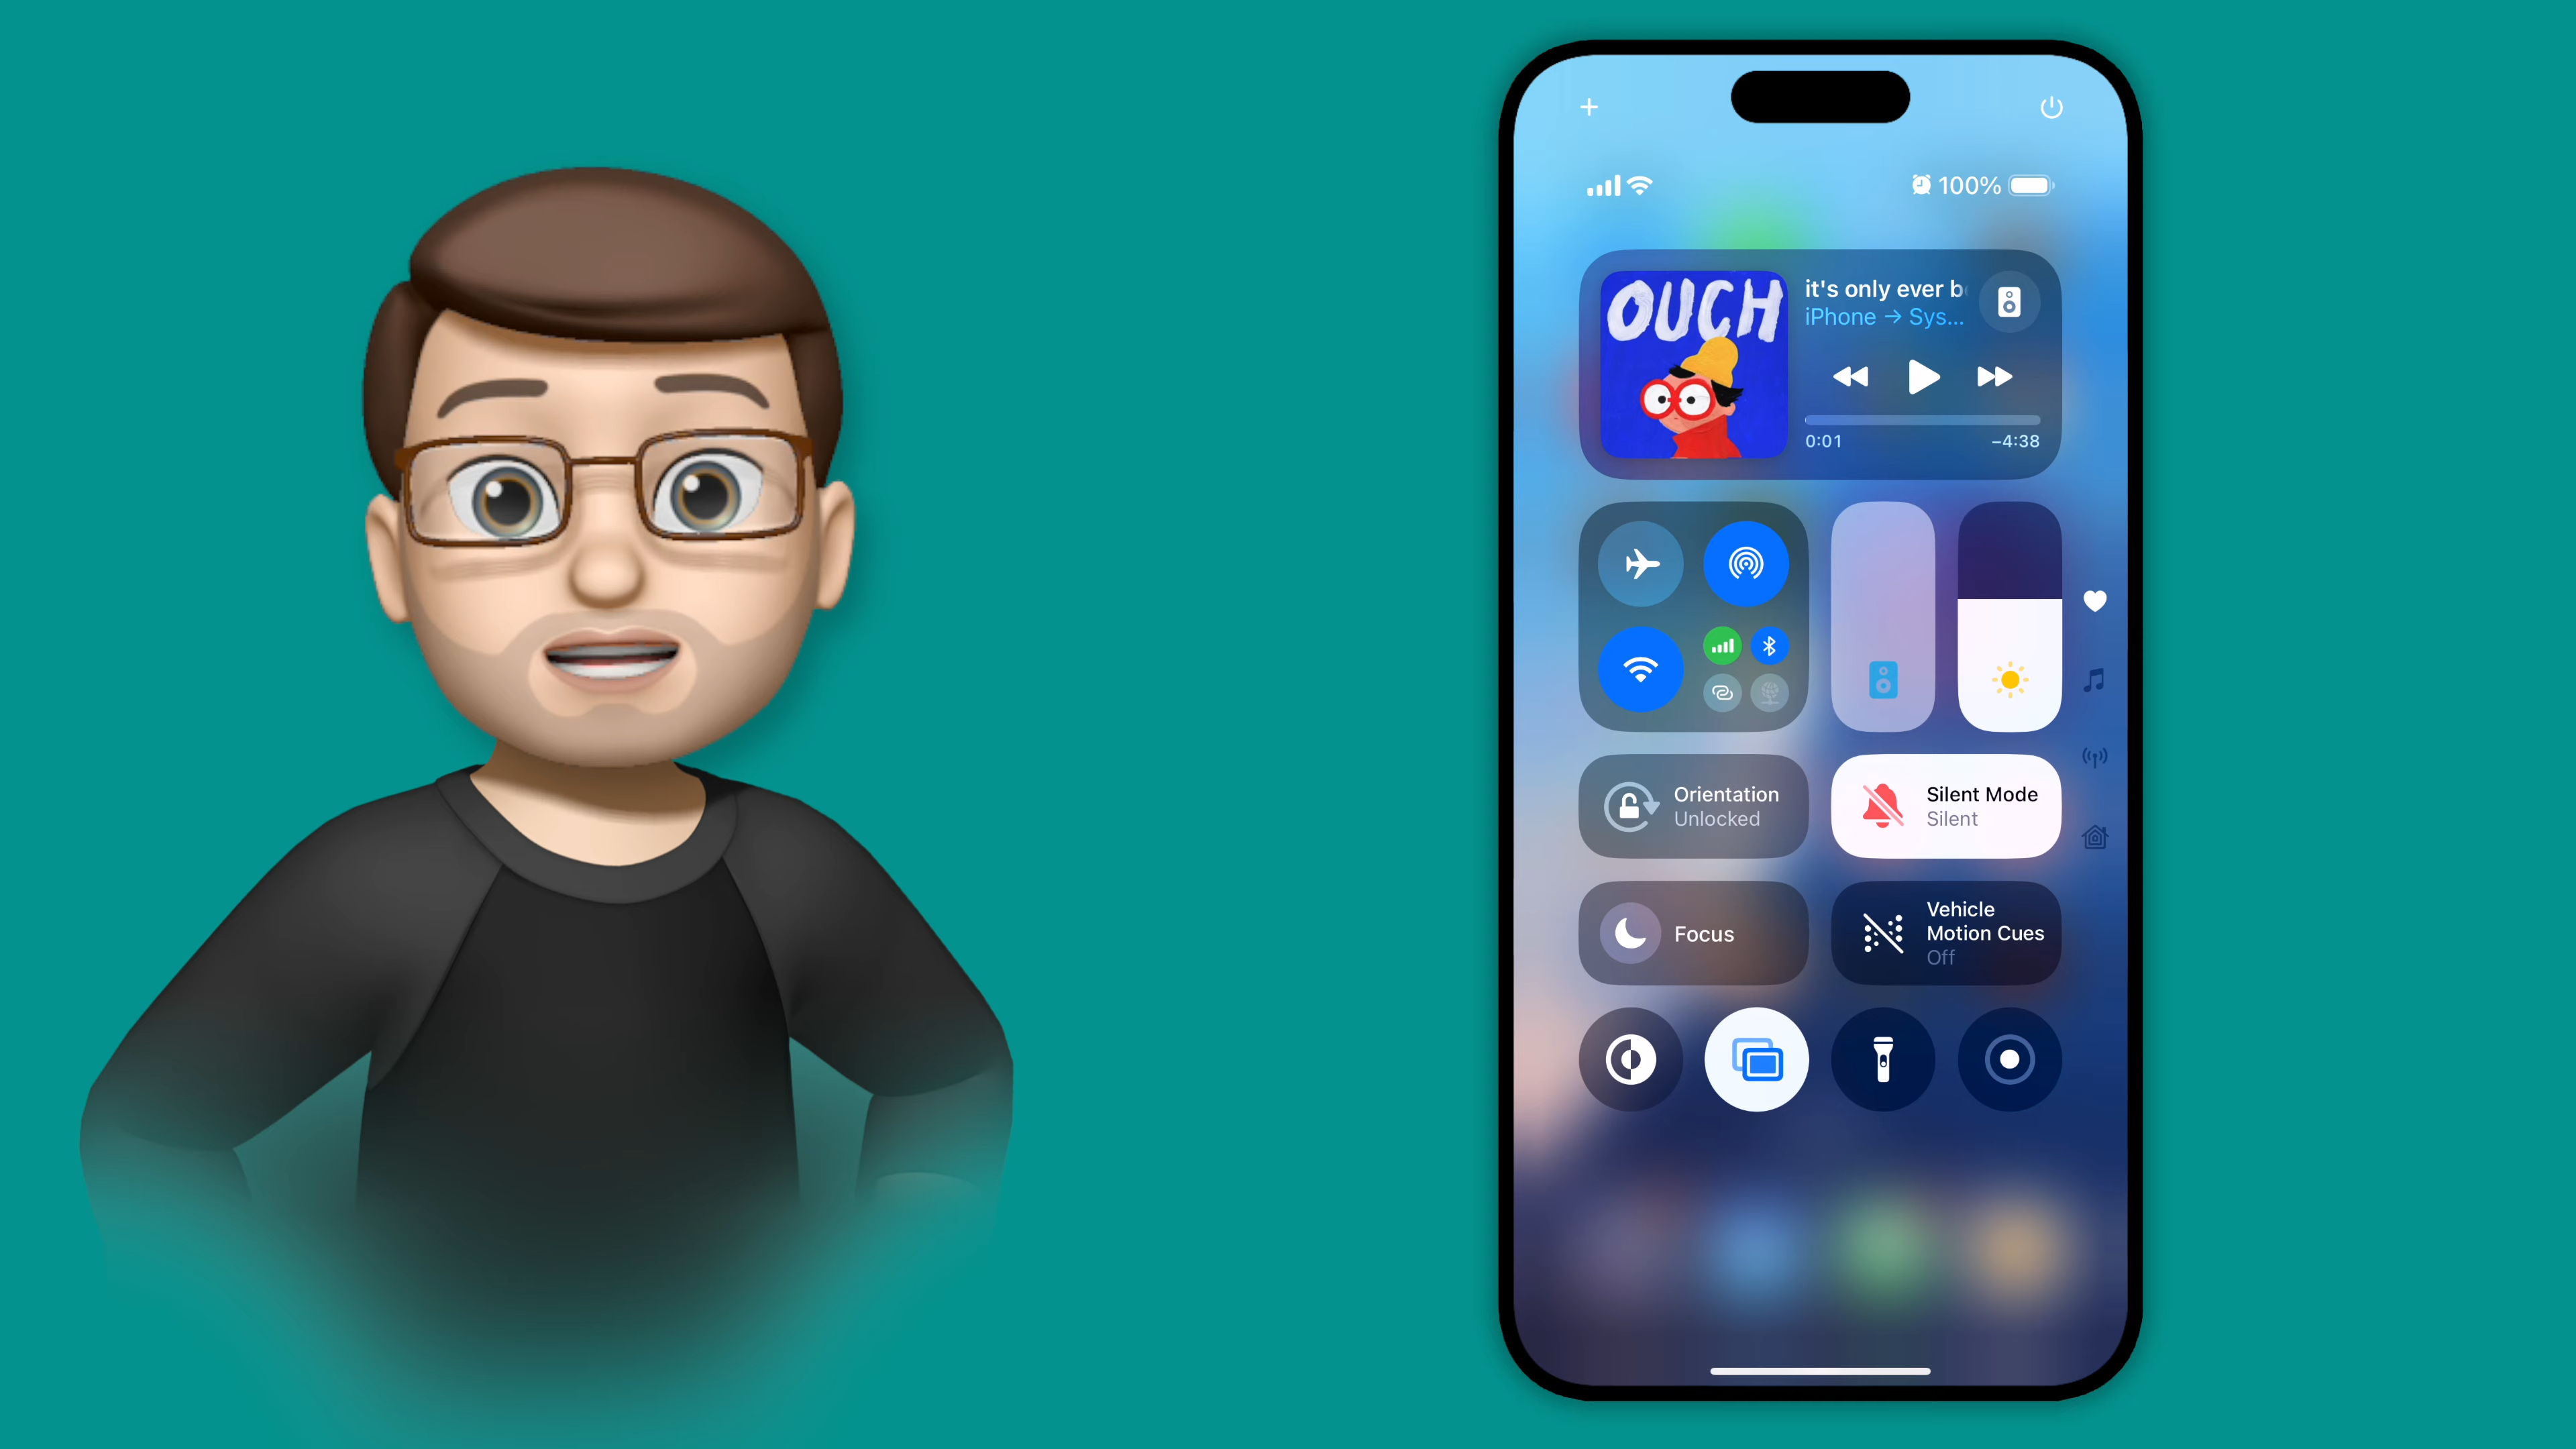 100%
OUCH
it's only ever b
iPhone → Sys...
0:01
−4:38
Orientation
Unlocked
Silent Mode
Silent
Focus
Vehicle
Motion Cues
Off